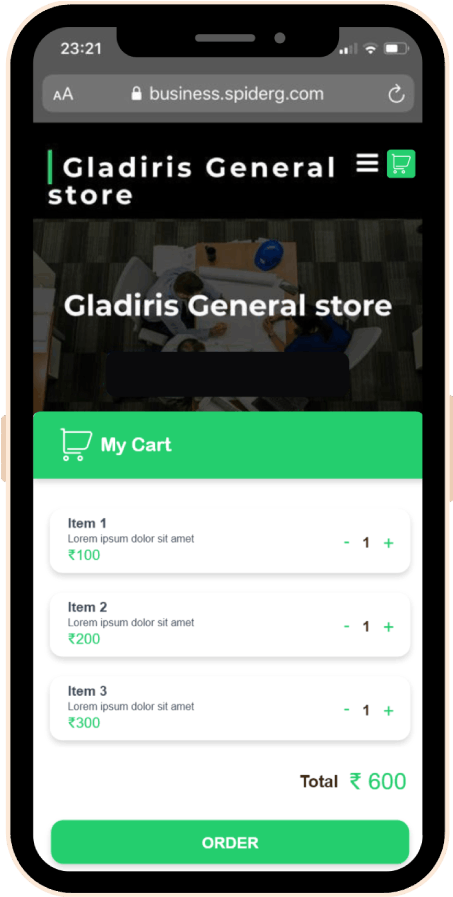 23:21
AA business.spiderg.com
Gladiris General
store
Gladiris General store
My Cart
Item 1
Lorem ipsum dolor sit amet
₹100
- 1 +
Item 2
Lorem ipsum dolor sit amet
₹200
- 1 +
Item 3
Lorem ipsum dolor sit amet
₹300
- 1 +
Total ₹ 600
ORDER